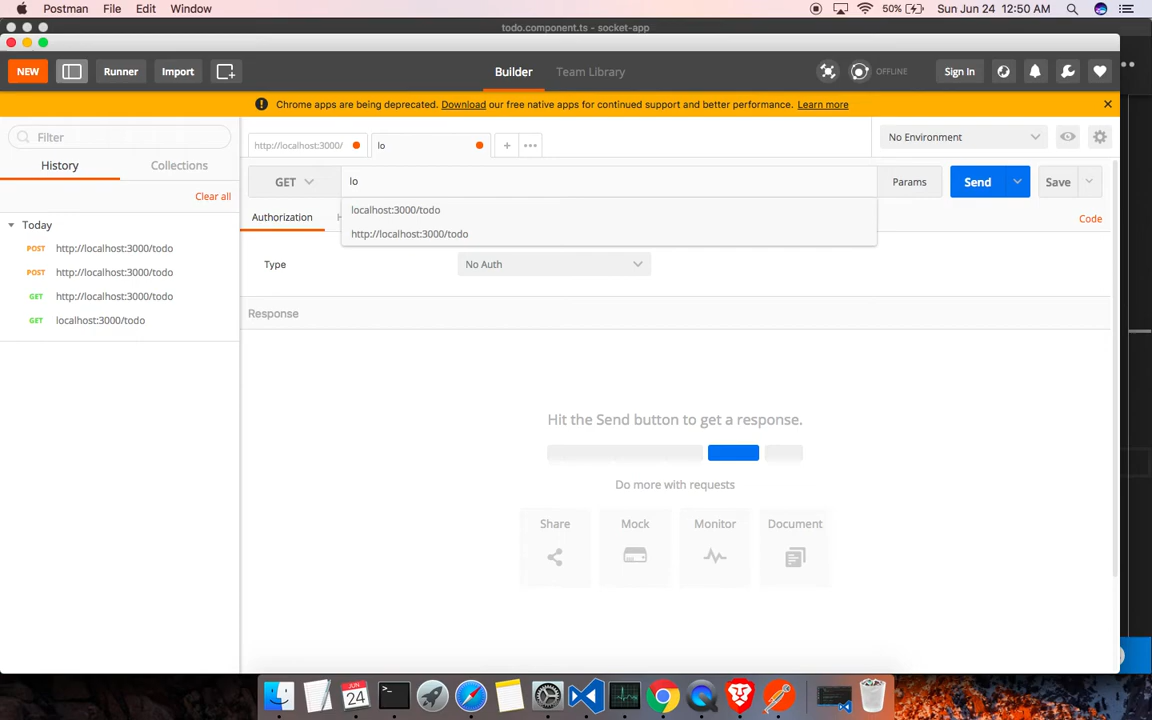 Postman File Edit Window 50% Sun Jun 24 12:50 AM
todo.component.ts - socket-app
NEW Runner Import Builder Team Library OFFLINE Sign In
Chrome apps are being deprecated. Download our free native apps for continued support and better performance. Learn more
Filter
http://localhost:3000/ lo + No Environment
History Collections
GET lo Params Send Save
Clear all
localhost:3000/todo
Authorization H Code
Today
http://localhost:3000/todo
POST http://localhost:3000/todo
Type No Auth
POST http://localhost:3000/todo
GET http://localhost:3000/todo
Response
GET localhost:3000/todo
Hit the Send button to get a response.
Do more with requests
Share Mock Monitor Document
JUN
24